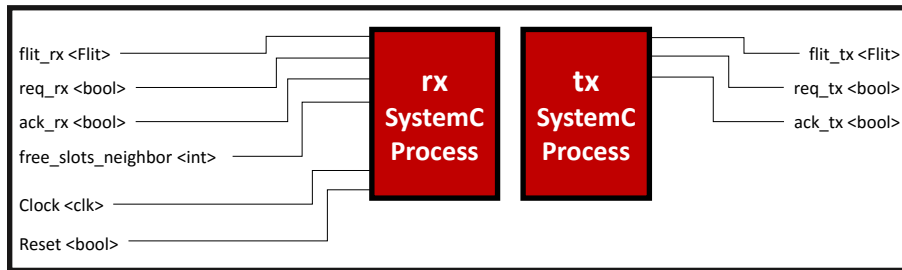 flit_rx <Flit>
req_rx <bool>
ack_rx <bool>
free_slots_neighbor <int>
Clock <clk>
Reset <bool>
rx
SystemC
Process
tx
SystemC
Process
flit_tx <Flit>
req_tx <bool>
ack_tx <bool>